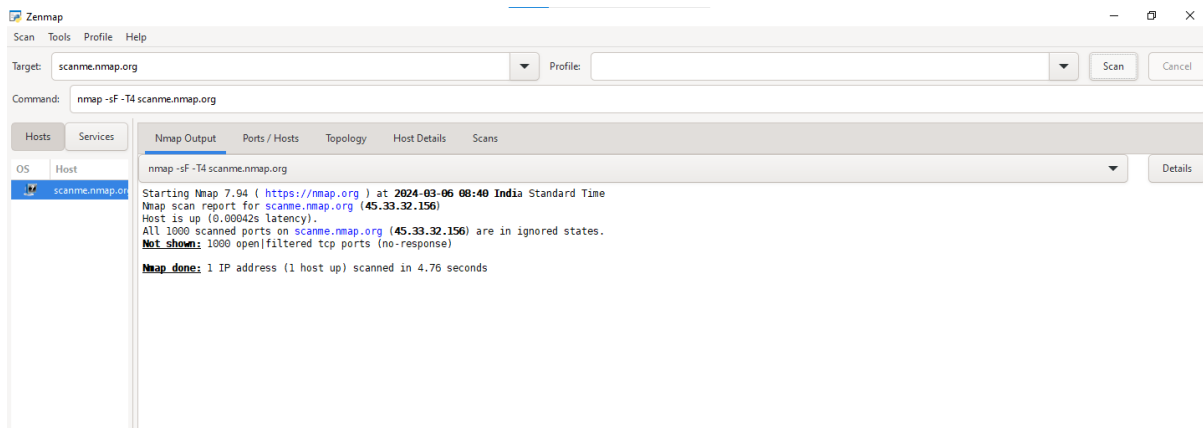 Zenmap
Scan Tools Profile Help
Target: scanme.nmap.org Profile: Scan Cancel
Command: nmap -sF -T4 scanme.nmap.org
Hosts Services Nmap Output Ports / Hosts Topology Host Details Scans
OS Host nmap -sF -T4 scanme.nmap.org Details
scanme.nmap.or
Starting Nmap 7.94 ( https://nmap.org ) at 2024-03-06 08:40 India Standard Time
Nmap scan report for scanme.nmap.org (45.33.32.156)
Host is up (0.00042s latency).
All 1000 scanned ports on scanme.nmap.org (45.33.32.156) are in ignored states.
Not shown: 1000 open|filtered tcp ports (no-response)
Nmap done: 1 IP address (1 host up) scanned in 4.76 seconds